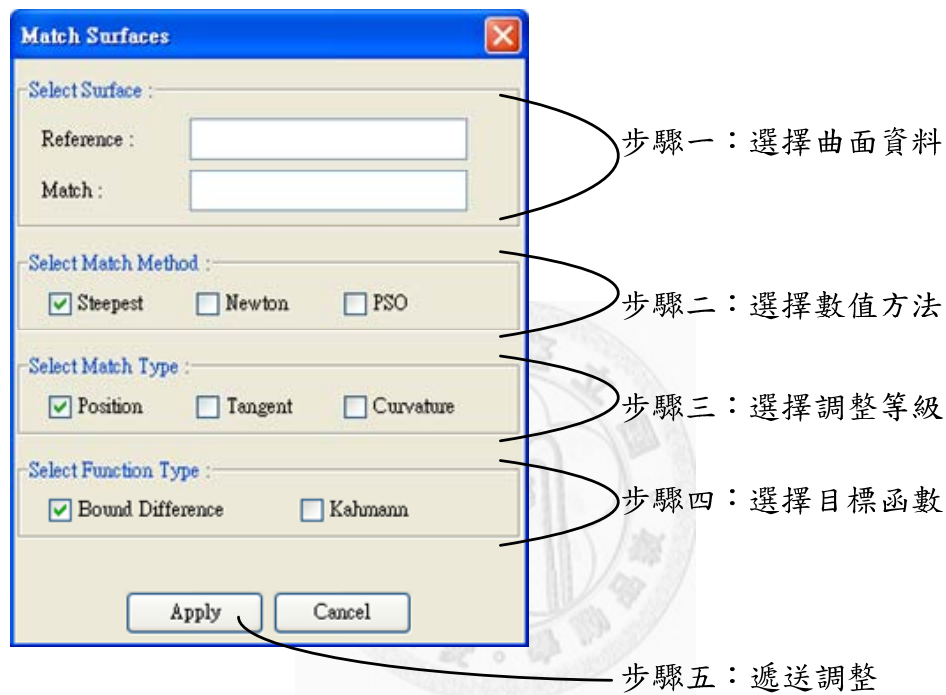 Match Surfaces
Select Surface :
Reference :
Match :
Select Match Method :
Steepest Newton PSO
Select Match Type :
Position Tangent Curvature
Select Function Type :
Bound Difference Kahmann
Apply Cancel
步驟一：選擇曲面資料
步驟二：選擇數值方法
步驟三：選擇調整等級
步驟四：選擇目標函數
步驟五：遞送調整